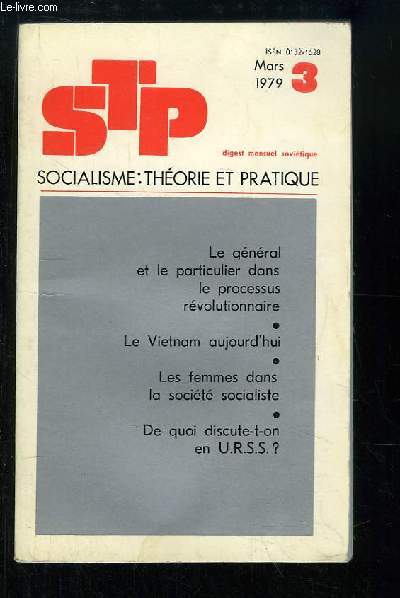 Le-livre.com
ISSN 0132-1628
Mars
1979
3
STP
digest mensuel soviétique
SOCIALISME: THÉORIE ET PRATIQUE
Le général
et le particulier dans
le processus
révolutionnaire
Le Vietnam aujourd'hui
Les femmes dans
la société socialiste
De quoi discute-t-on
en U.R.S.S. ?